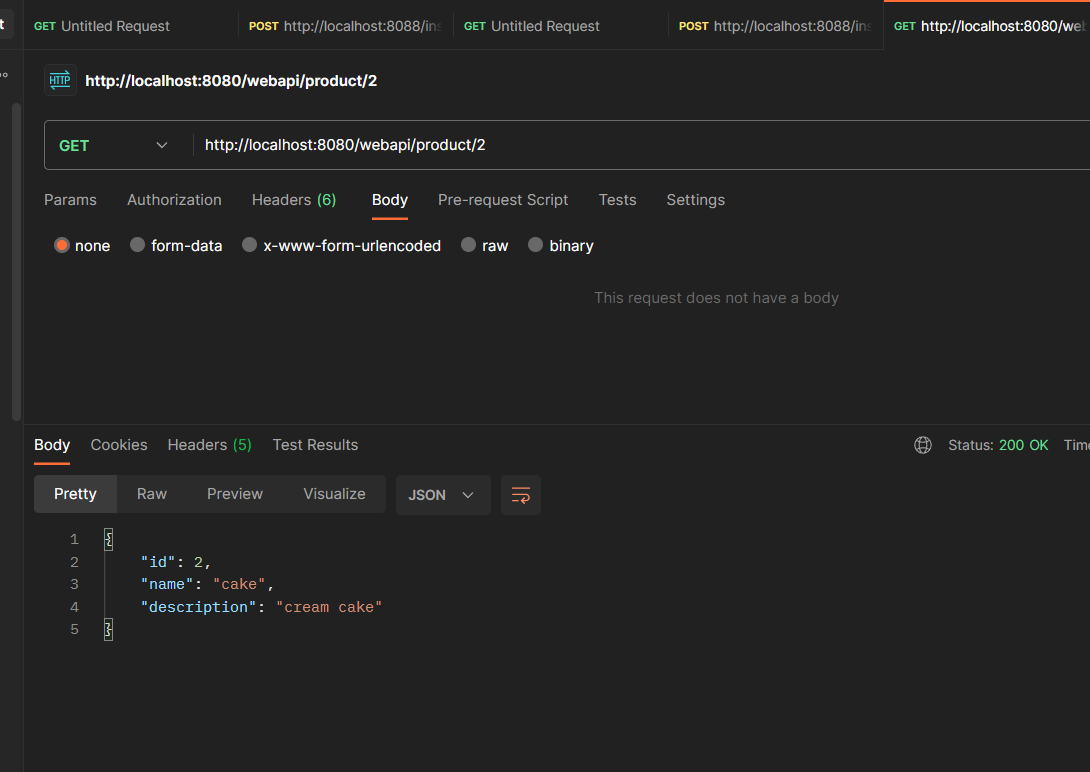 t GET Untitled Request POST http://localhost:8088/ins GET Untitled Request POST http://localhost:8088/ins GET http://localhost:8080/web
HTTP http://localhost:8080/webapi/product/2
GET http://localhost:8080/webapi/product/2
Params Authorization Headers (6) Body Pre-request Script Tests Settings
none form-data x-www-form-urlencoded raw binary
This request does not have a body
Body Cookies Headers (5) Test Results Status: 200 OK Time
Pretty Raw Preview Visualize JSON
1 {
2 "id": 2,
3 "name": "cake",
4 "description": "cream cake"
5 }